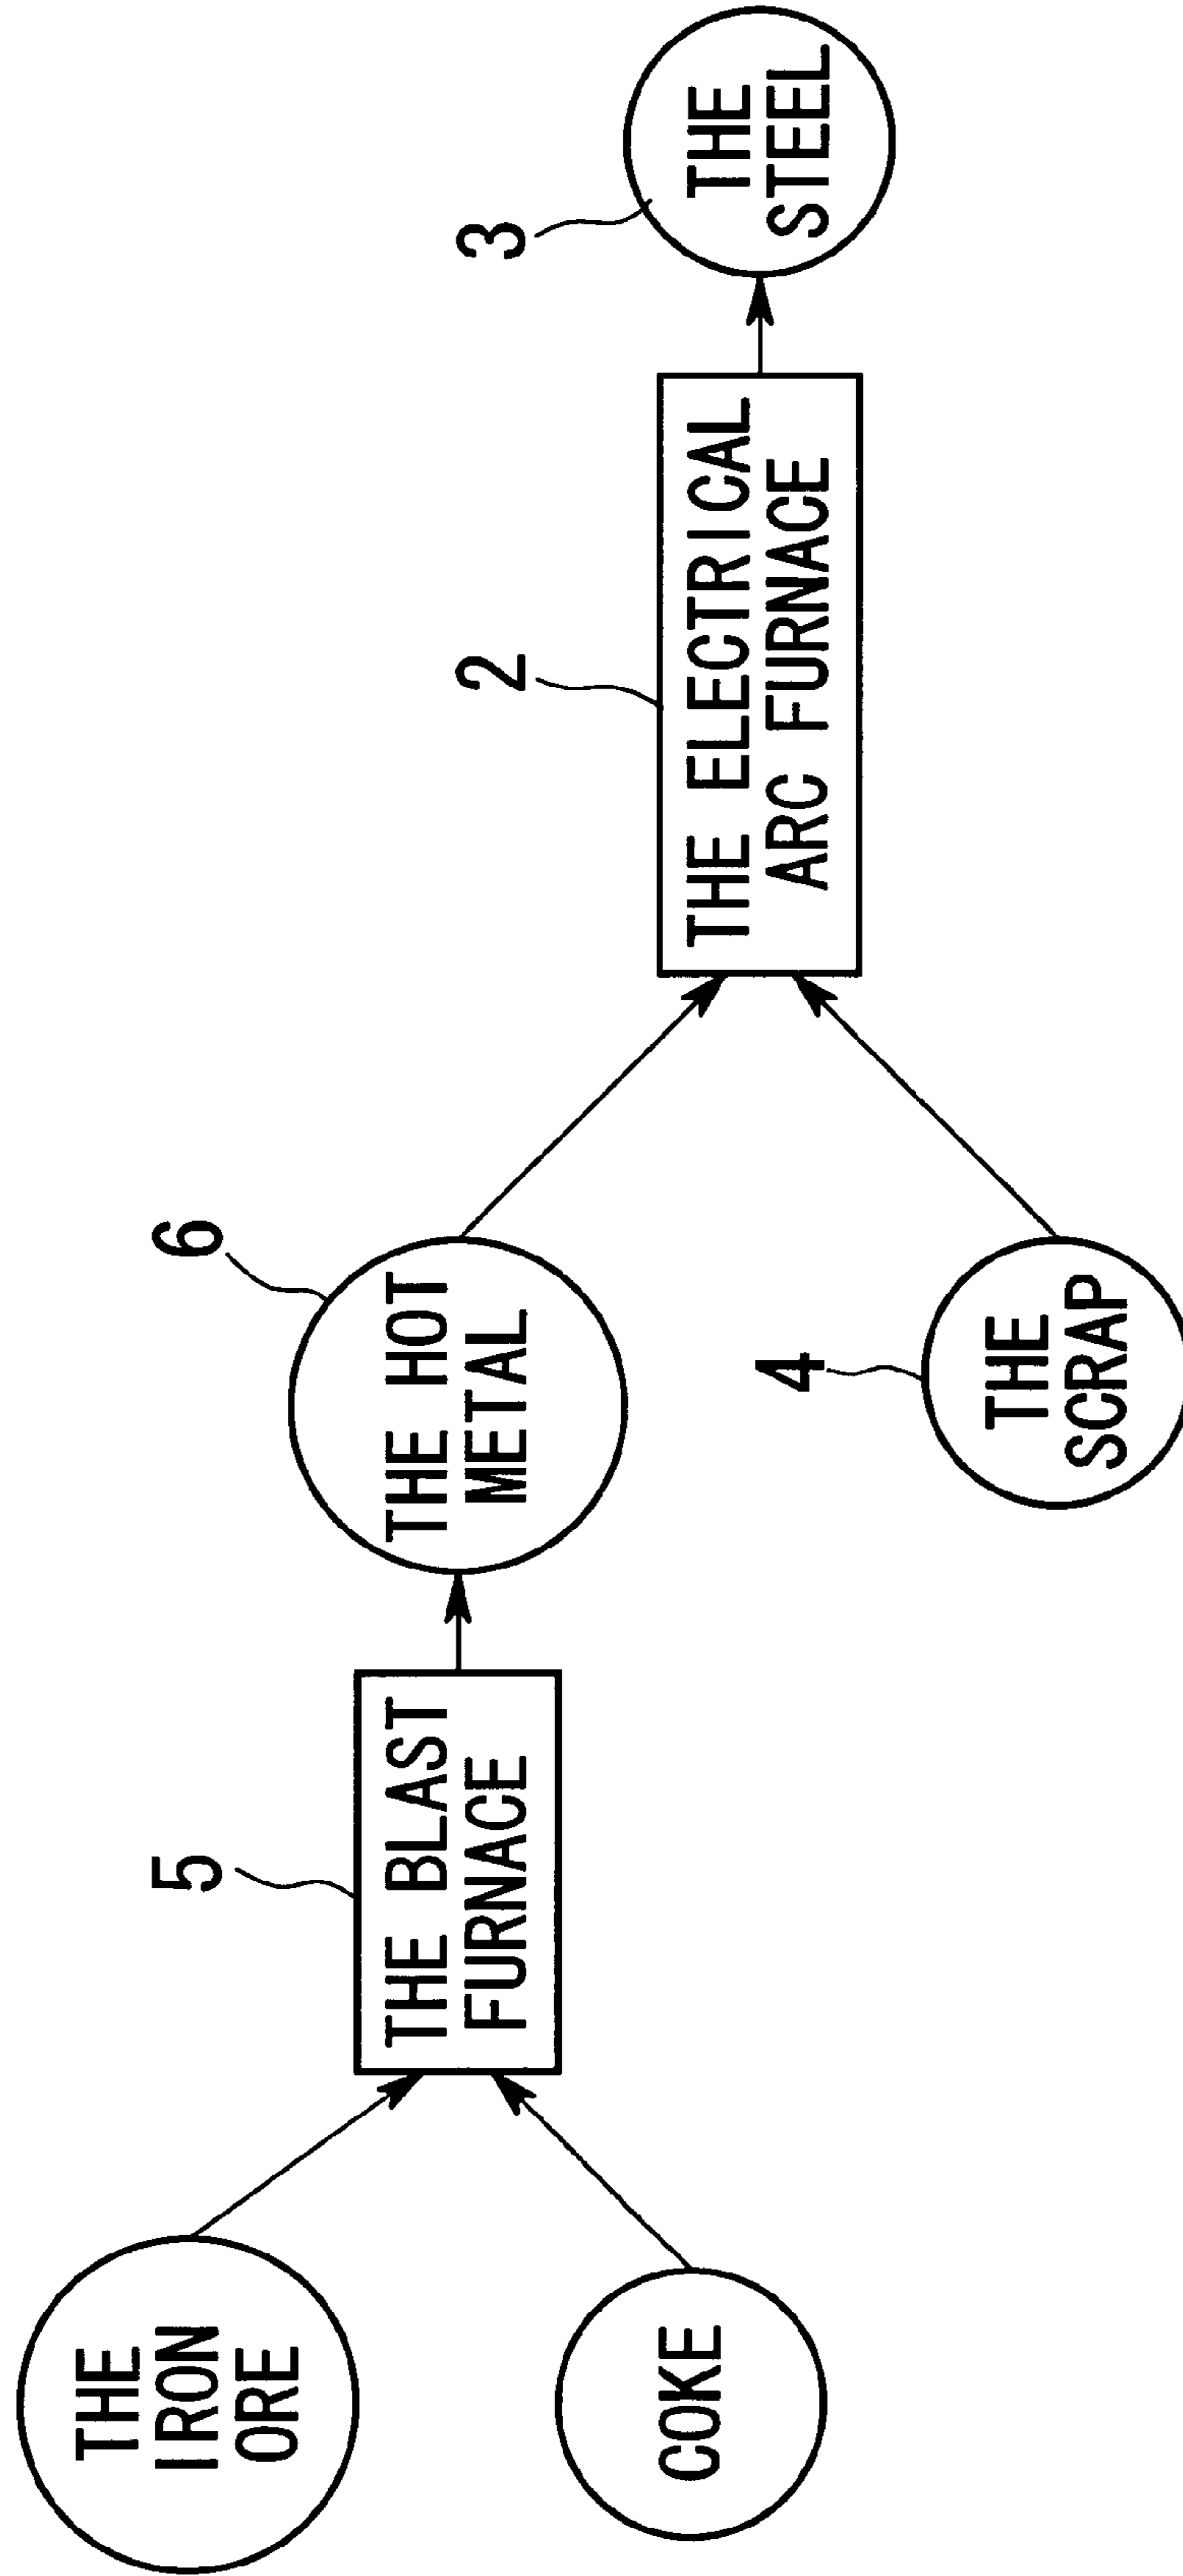 THE
IRON
ORE
COKE
5
THE BLAST
FURNACE
6
THE HOT
METAL
4
THE
SCRAP
2
THE ELECTRICAL
ARC FURNACE
3
THE
STEEL